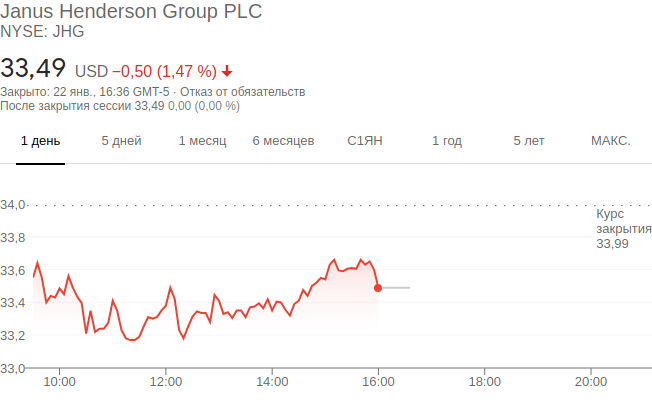 Janus Henderson Group PLC
NYSE: JHG
33,49 USD −0,50 (1,47 %)
Закрыто: 22 янв., 16:36 GMT-5 · Отказ от обязательств
После закрытия сессии 33,49 0,00 (0,00 %)
1 день 5 дней 1 месяц 6 месяцев С1ЯН 1 год 5 лет МАКС.
34,0
Курс
закрытия
33,99
33,8
33,6
33,4
33,2
33,0
10:00 12:00 14:00 16:00 18:00 20:00